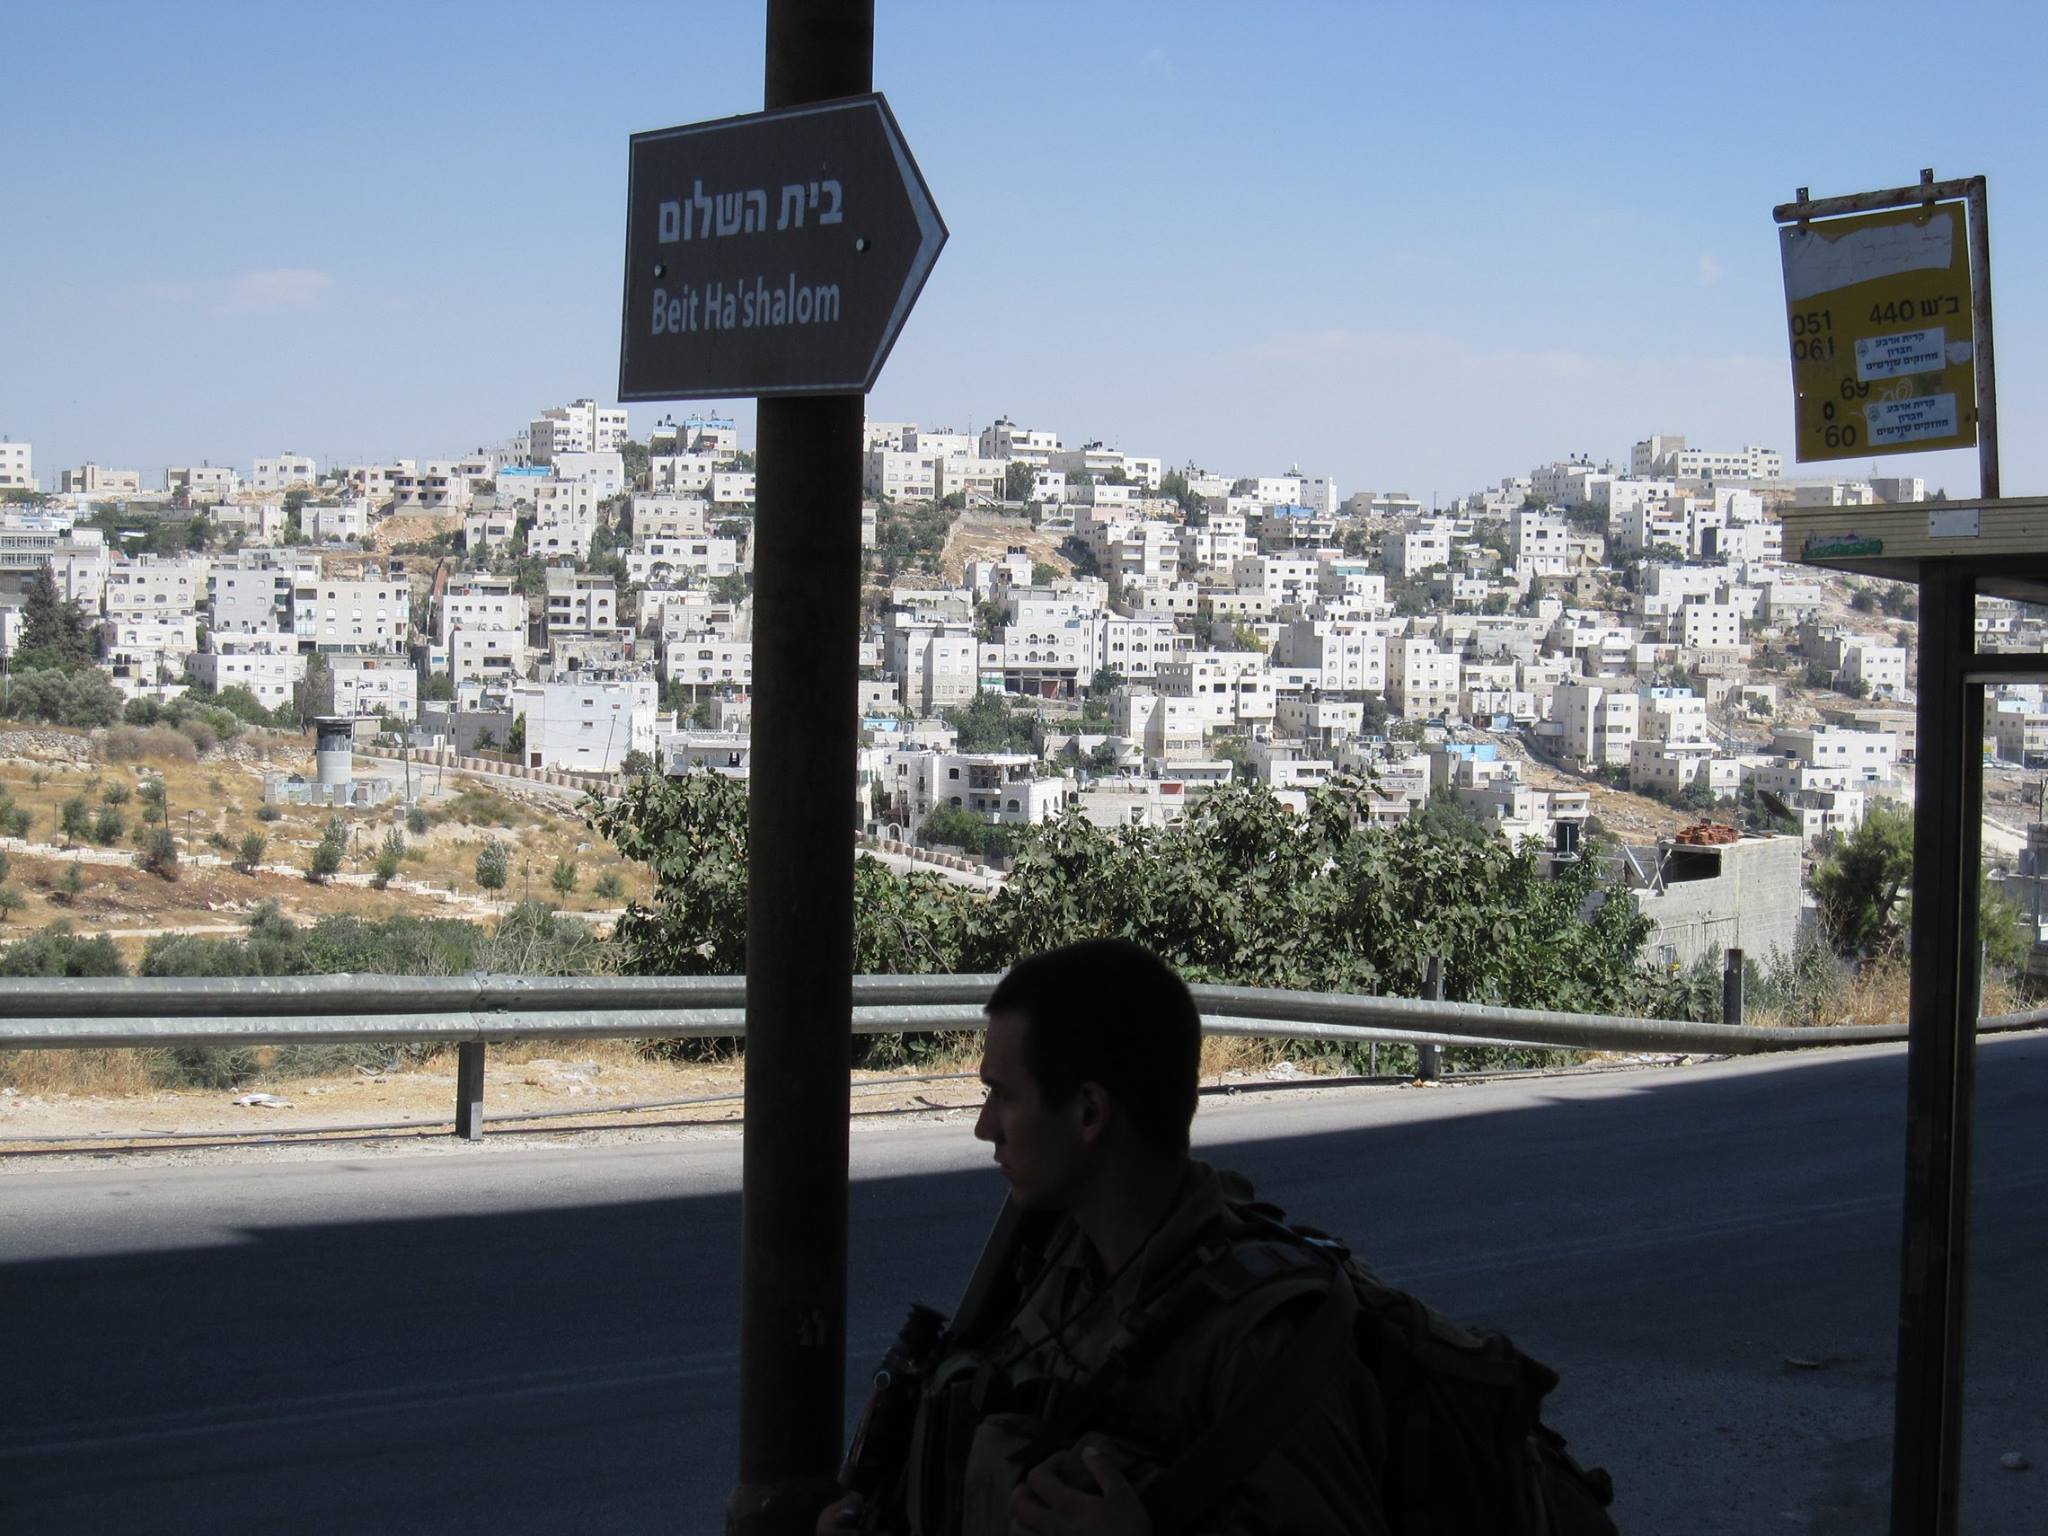 בית השלום
Beit Ha'shalom
ב״ש 440
051
061
קרית ארבע
חברון
מחזקים שורשים
69
0
60
קרית ארבע
חברון
מחזקים שורשים